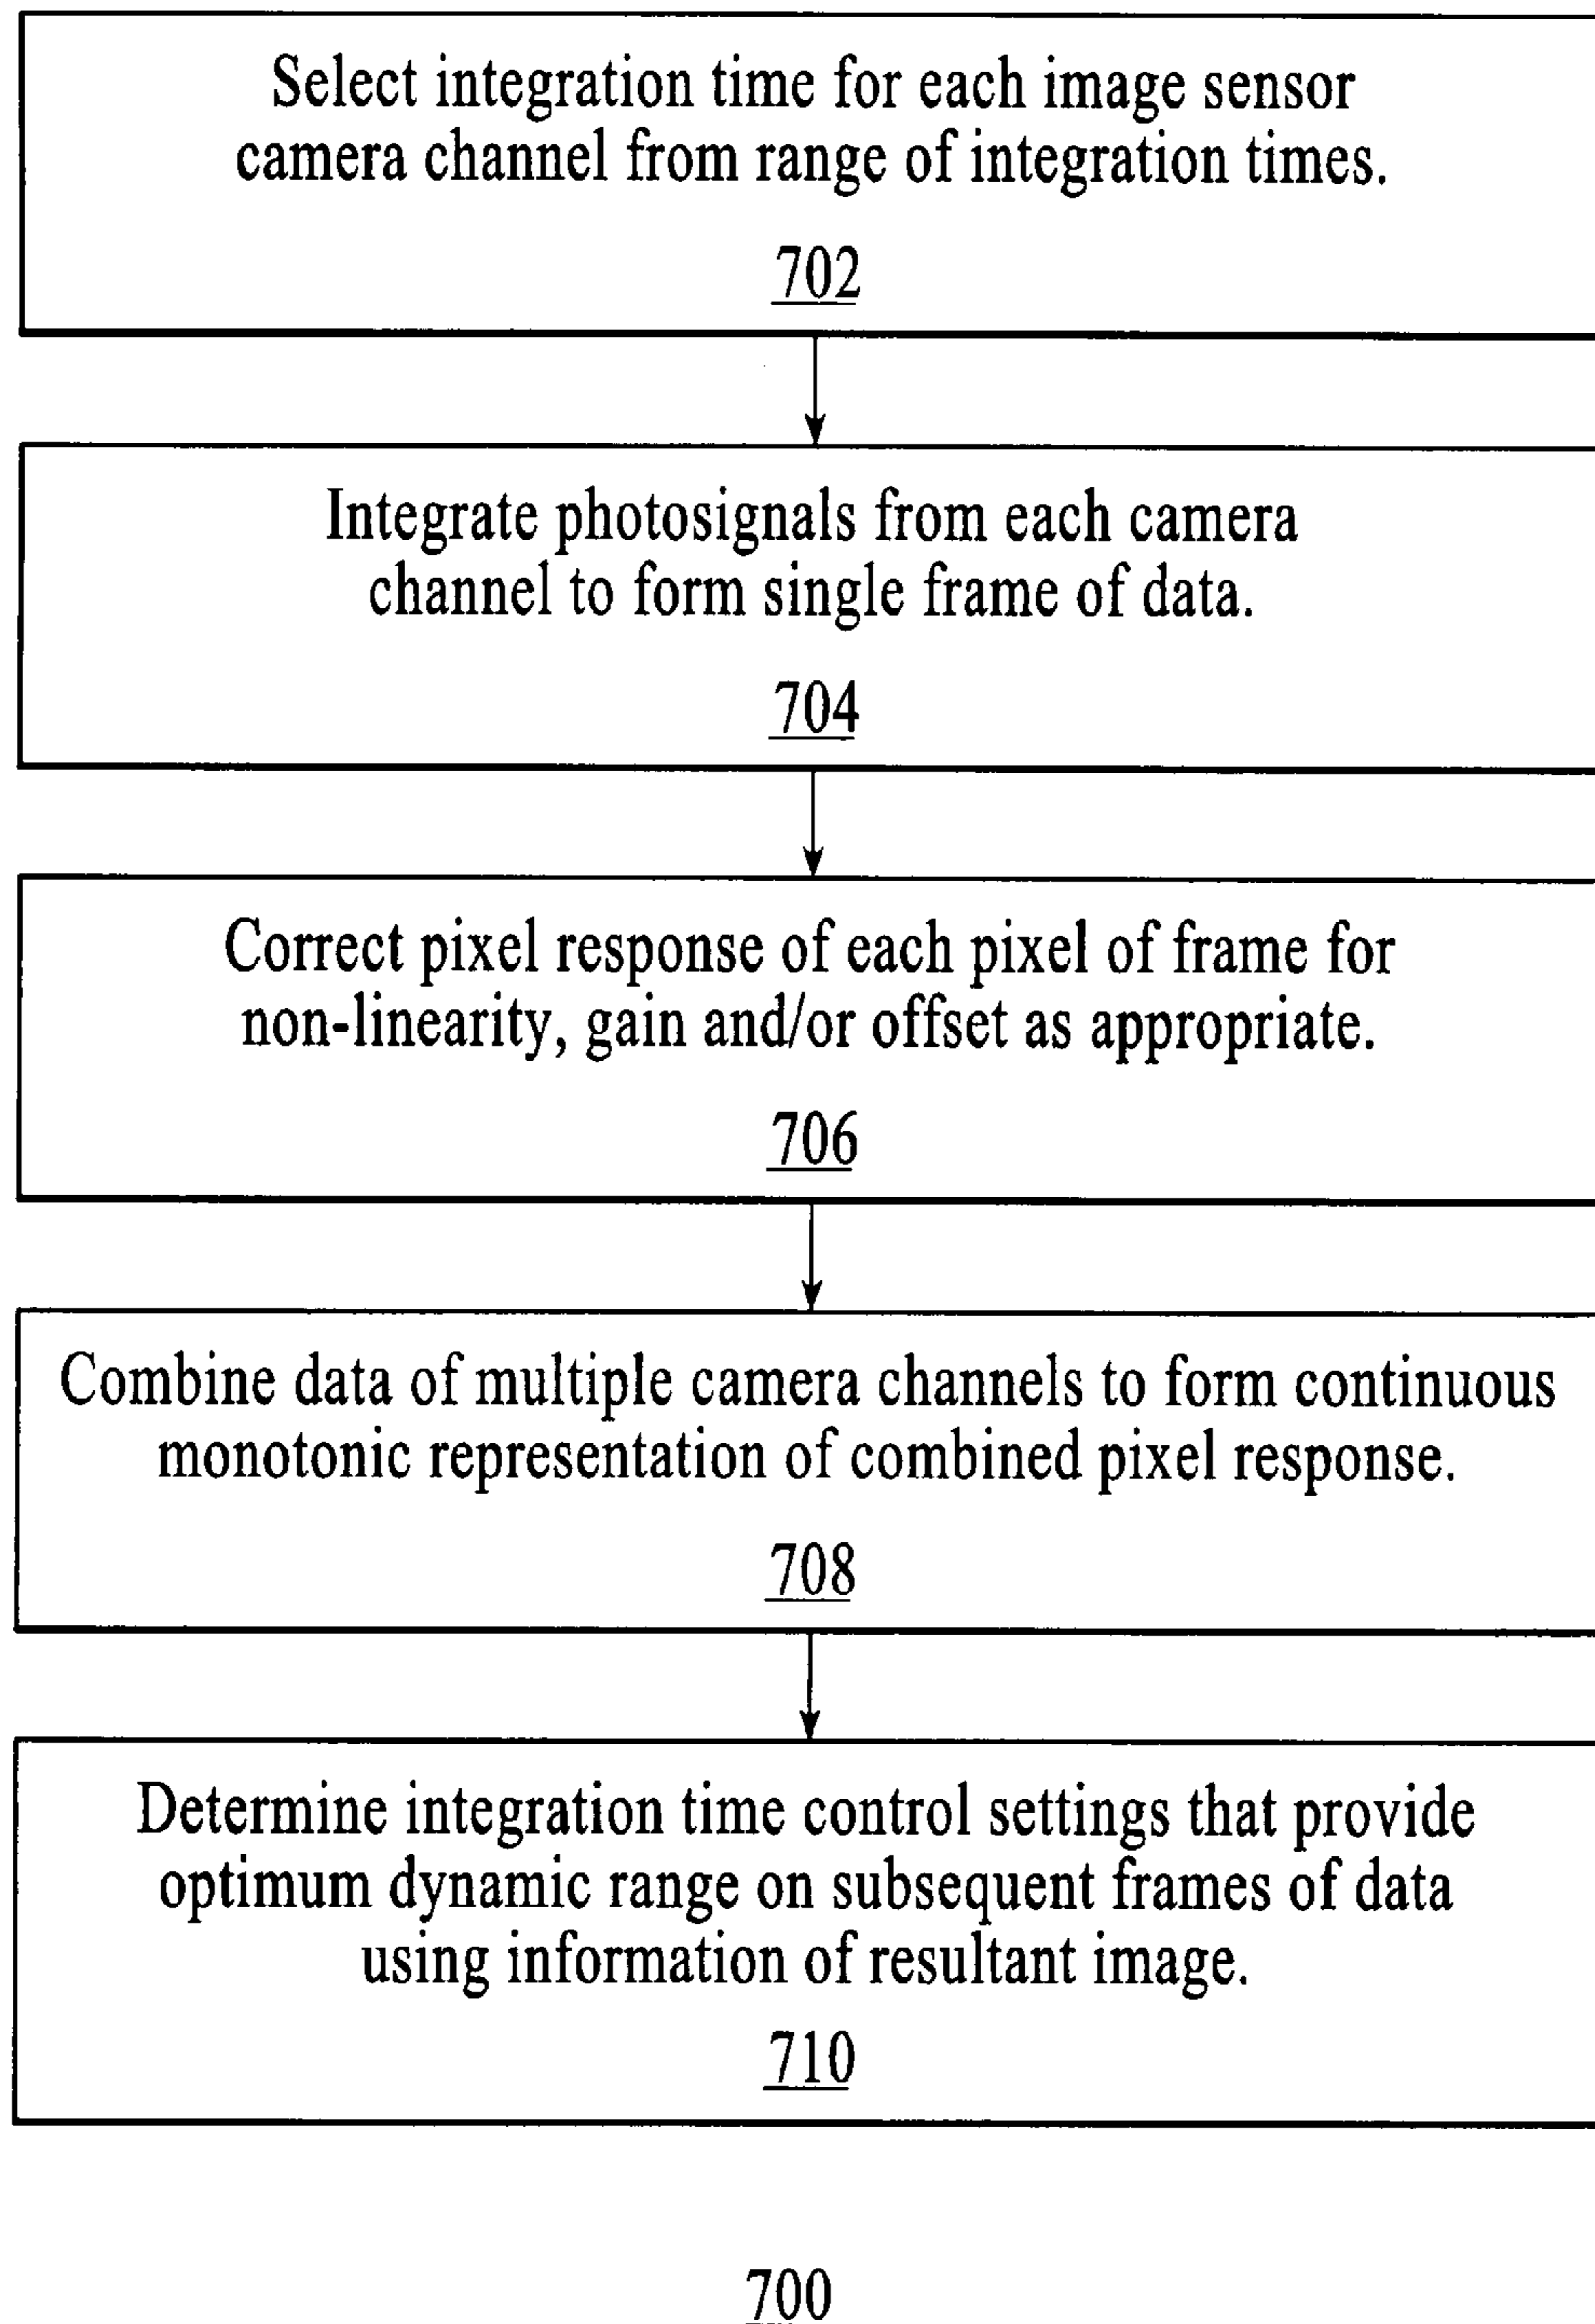 Select integration time for each image sensor
camera channel from range of integration times.
702
Integrate photosignals from each camera
channel to form single frame of data.
704
Correct pixel response of each pixel of frame for
non-linearity, gain and/or offset as appropriate.
706
Combine data of multiple camera channels to form continuous
monotonic representation of combined pixel response.
708
Determine integration time control settings that provide
optimum dynamic range on subsequent frames of data
using information of resultant image.
710
700